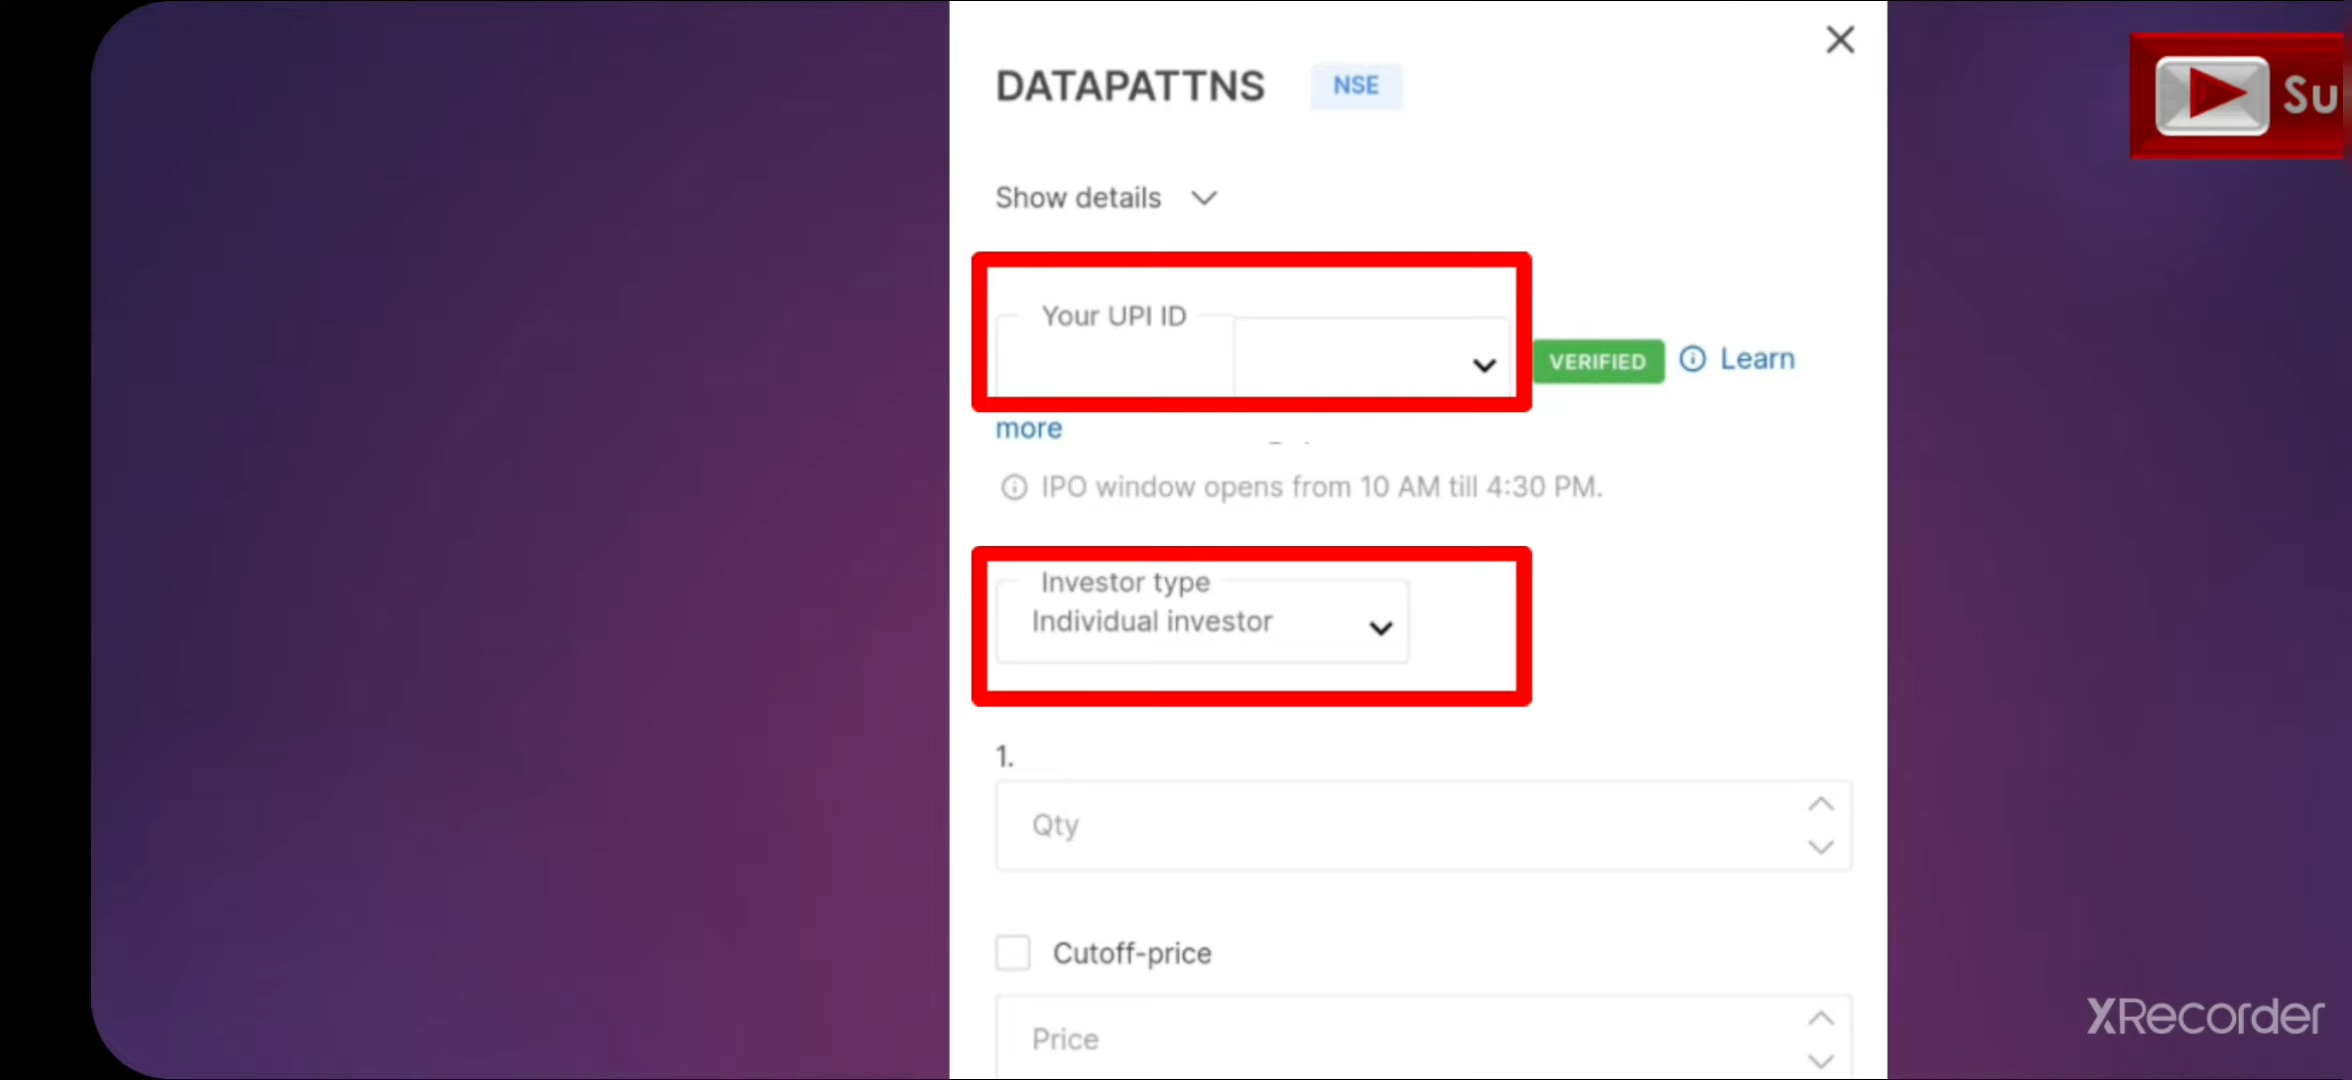 DATAPATTNS NSE
Su
Show details
Your UPI ID
VERIFIED Learn
more
IPO window opens from 10 AM till 4:30 PM.
Investor type
Individual investor
1.
Qty
Cutoff-price
Price
XRecorder